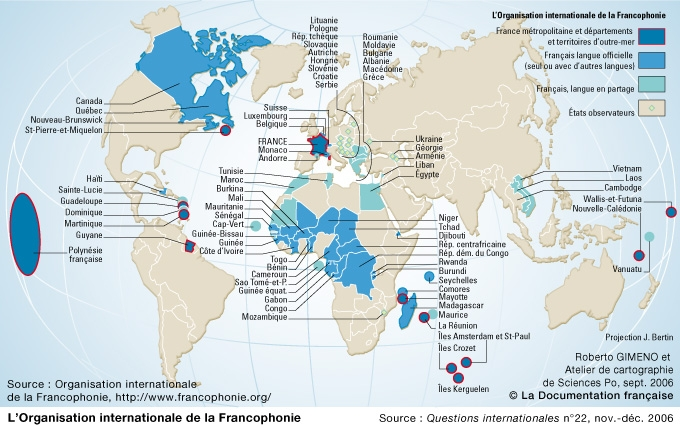 L'Organisation internationale de la Francophonie
France métropolitaine et départements
et territoires d'outre-mer
Français langue officielle
(seul ou avec d'autres langues)
Français, langue en partage
États observateurs
Lituanie
Pologne
Rép. tchèque
Slovaquie
Autriche
Hongrie
Slovénie
Croatie
Serbie
Roumanie
Moldavie
Bulgarie
Albanie
Macédoine
Grèce
Canada
Québec
Nouveau-Brunswick
St-Pierre-et-Miquelon
Suisse
Luxembourg
Belgique
FRANCE
Monaco
Andorre
Ukraine
Géorgie
Arménie
Liban
Égypte
Haïti
Sainte-Lucie
Guadeloupe
Dominique
Martinique
Guyane
Polynésie
française
Tunisie
Maroc
Burkina
Mali
Mauritanie
Sénégal
Cap-Vert
Guinée-Bissau
Guinée
Côte d'Ivoire
Togo
Bénin
Cameroun
Sao Tomé-et-P.
Guinée équat.
Gabon
Congo
Mozambique
Niger
Tchad
Djibouti
Rép. centrafricaine
Rép. dém. du Congo
Rwanda
Burundi
Seychelles
Comores
Mayotte
Madagascar
Maurice
La Réunion
Îles Amsterdam et St-Paul
Îles Crozet
Îles Kerguelen
Vietnam
Laos
Cambodge
Wallis-et-Futuna
Nouvelle-Calédonie
Vanuatu
Projection J. Bertin
Roberto GIMENO et
Atelier de cartographie
de Sciences Po, sept. 2006
© La Documentation française
Source : Organisation internationale
de la Francophonie, http://www.francophonie.org/
L'Organisation internationale de la Francophonie
Source : Questions internationales n°22, nov.-déc. 2006